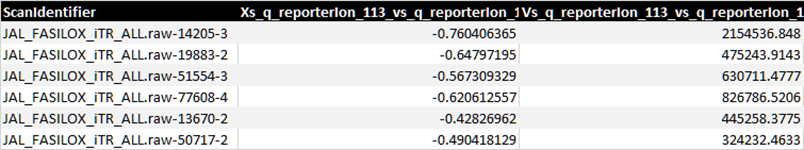 ScanIdentifier Xs_q_reporterIon_113_vs_q_reporterIon_1 Vs_q_reporterIon_113_vs_q_reporterIon_1
JAL_FASILOX_iTR_ALL.raw-14205-3 -0.760406365 2154536.848
JAL_FASILOX_iTR_ALL.raw-19883-2 -0.64797195 475243.9143
JAL_FASILOX_iTR_ALL.raw-51554-3 -0.567309329 630711.4777
JAL_FASILOX_iTR_ALL.raw-77608-4 -0.620612557 826786.5206
JAL_FASILOX_iTR_ALL.raw-13670-2 -0.42826962 445258.3775
JAL_FASILOX_iTR_ALL.raw-50717-2 -0.490418129 324232.4633